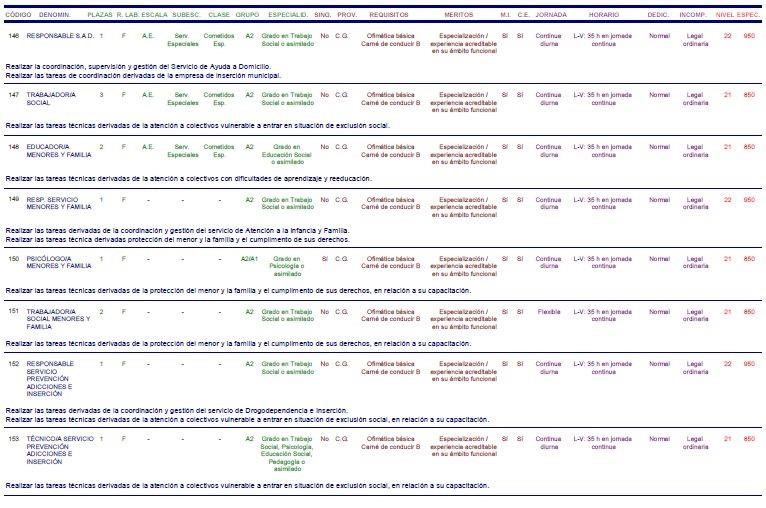 CÓDIGO DENOMIN. PLAZAS R. LAB. ESCALA SUBESC. CLASE GRUPO ESPECIALID. SING. PROV. REQUISITOS MERITOS M.I. C.E. JORNADA HORARIO DEDIC. INCOMP. NIVEL ESPEC.
146 RESPONSABLE S.A.D. 1 F A.E. Serv. Cometidos A2 Grado en Trabajo No C.G. Ofimática básica Especialización / SI SI Continua L-V: 35 h en jornada Normal Legal 22 950
Especiales Esp. Social o asimilado Carné de conducir B experiencia acreditable diurna continua ordinaria
en su ámbito funcional
Realizar la coordinación, supervisión y gestión del Servicio de Ayuda a Domicilio.
Realizar las tareas de coordinación derivadas de la empresa de inserción municipal.
147 TRABAJADOR/A 3 F A.E. Serv. Cometidos A2 Grado en Trabajo No C.G. Ofimática básica Especialización / SI SI Continua L-V: 35 h en jornada Normal Legal 21 850
SOCIAL Especiales Esp. Social o asimilado Carné de conducir B experiencia acreditable diurna continua ordinaria
en su ámbito funcional
Realizar las tareas técnicas derivadas de la atención a colectivos vulnerable a entrar en situación de exclusión social.
148 EDUCADOR/A 2 F A.E. Serv. Cometidos A2 Grado en No C.G. Ofimática básica Especialización / SI SI Continua L-V: 35 h en jornada Normal Legal 21 850
MENORES Y FAMILIA Especiales Esp. Educación Social Carné de conducir B experiencia acreditable diurna continua ordinaria
o asimilado en su ámbito funcional
Realizar las tareas técnicas derivadas de la atención a colectivos con dificultades de aprendizaje y reeducación.
149 RESP. SERVICIO 1 F - - - A2 Grado en Trabajo No C.G. Ofimática básica Especialización / SI SI Continua L-V: 35 h en jornada Normal Legal 22 950
MENORES Y FAMILIA Social o asimilado Carné de conducir B experiencia acreditable diurna continua ordinaria
en su ámbito funcional
Realizar las tareas derivadas de la coordinación y gestión del servicio de Atención a la Infancia y Familia.
Realizar las tareas técnica derivadas protección del menor y la familia y el cumplimento de sus derechos.
150 PSICÓLOGO/A 1 F - - - A2/A1 Grado en SI C.G. Ofimática básica Especialización / SI SI Continua L-V: 35 h en jornada Normal Legal 21 850
MENORES Y FAMILIA Psicología o Carné de conducir B experiencia acreditable diurna continua ordinaria
asimilado en su ámbito funcional
Realizar las tareas técnicas derivadas de la protección del menor y la familia y el cumplimento de sus derechos, en relación a su capacitación.
151 TRABAJADOR/A 2 F - - - A2 Grado en Trabajo No C.G. Ofimática básica Especialización / SI SI Flexible L-V: 35 h en jornada Normal Legal 21 850
SOCIAL MENORES Y Social o asimilado Carné de conducir B experiencia acreditable continua ordinaria
FAMILIA en su ámbito funcional
Realizar las tareas técnicas derivadas de la protección del menor y la familia y el cumplimento de sus derechos, en relación a su capacitación.
152 RESPONSABLE 1 F - - - A2 Grado en Trabajo No C.G. Ofimática básica Especialización / SI SI Continua L-V: 35 h en jornada Normal Legal 22 950
SERVICIO Social o asimilado Carné de conducir B experiencia acreditable diurna continua ordinaria
PREVENCIÓN en su ámbito funcional
ADICCIONES E
INSERCIÓN
Realizar las tareas derivadas de la coordinación y gestión del servicio de Drogodependencia e Inserción.
Realizar las tareas técnicas derivadas de la atención a colectivos vulnerable a entrar en situación de exclusión social, en relación a su capacitación.
153 TÉCNICO/A SERVICIO 1 F - - - A2 Grado en Trabajo No C.G. Ofimática básica Especialización / SI SI Continua L-V: 35 h en jornada Normal Legal 21 850
PREVENCIÓN Social, Psicología, Carné de conducir B experiencia acreditable diurna continua ordinaria
ADICCIONES E Educación Social, en su ámbito funcional
INSERCIÓN Pedagogía o
asimilado
Realizar las tareas técnicas derivadas de la atención a colectivos vulnerable a entrar en situación de exclusión social, en relación a su capacitación.